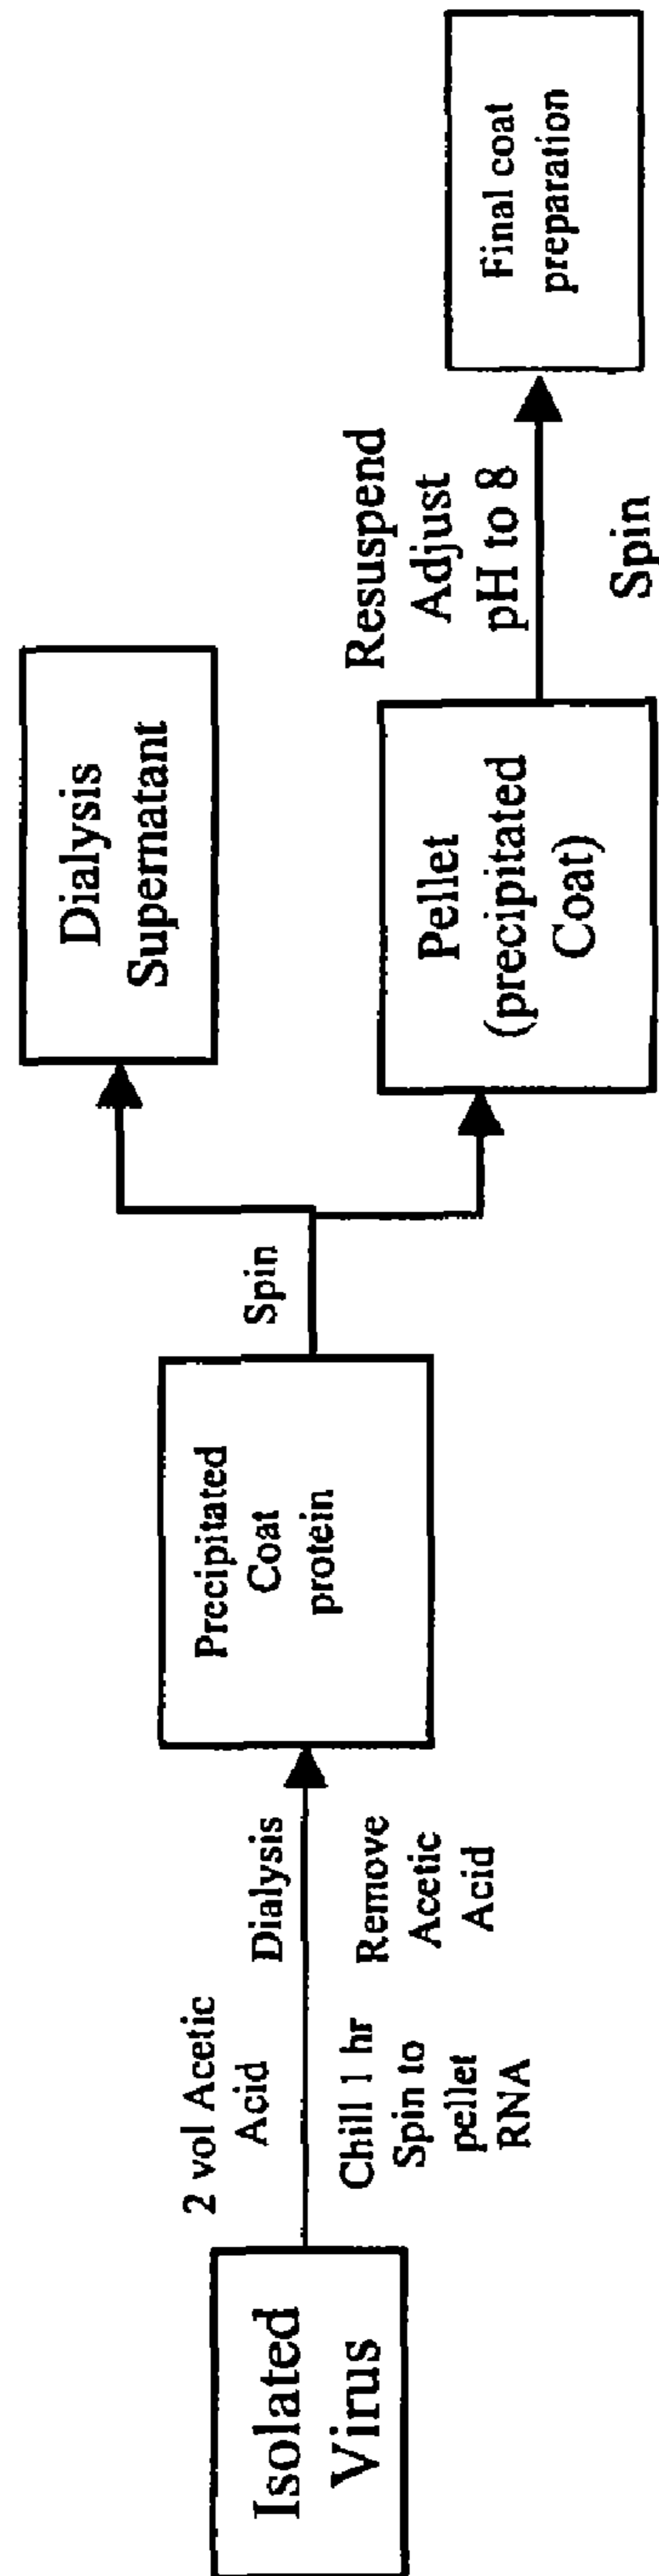 Isolated
Virus
2 vol Acetic
Acid
Chill 1 hr
Spin to
pellet
RNA
Dialysis
Remove
Acetic
Acid
Precipitated
Coat
protein
Spin
Dialysis
Supernatant
Pellet
(precipitated
Coat)
Resuspend
Adjust
pH to 8
Spin
Final coat
preparation